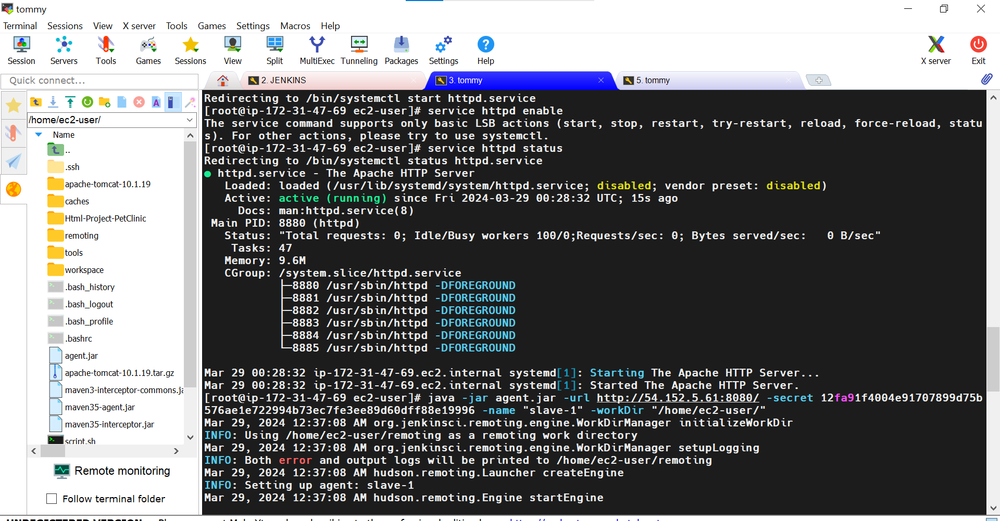 tommy
Terminal Sessions View X server Tools Games Settings Macros Help
Session Servers Tools Games Sessions View Split MultiExec Tunneling Packages Settings Help X server Exit
Quick connect...
2. JENKINS
3. tommy
5. tommy
/home/ec2-user/
Name
..
.ssh
apache-tomcat-10.1.19
caches
Html-Project-PetClinic
remoting
tools
workspace
.bash_history
.bash_logout
.bash_profile
.bashrc
agent.jar
apache-tomcat-10.1.19.tar.gz
maven3-interceptor-commons.ja
maven35-agent.jar
maven35-interceptor.jar
script.sh
Remote monitoring
Follow terminal folder
Redirecting to /bin/systemctl start httpd.service
[root@ip-172-31-47-69 ec2-user]# service httpd enable
The service command supports only basic LSB actions (start, stop, restart, try-restart, reload, force-reload, statu
s). For other actions, please try to use systemctl.
[root@ip-172-31-47-69 ec2-user]# service httpd status
Redirecting to /bin/systemctl status httpd.service
● httpd.service - The Apache HTTP Server
Loaded: loaded (/usr/lib/systemd/system/httpd.service; disabled; vendor preset: disabled)
Active: active (running) since Fri 2024-03-29 00:28:32 UTC; 15s ago
Docs: man:httpd.service(8)
Main PID: 8880 (httpd)
Status: "Total requests: 0; Idle/Busy workers 100/0;Requests/sec: 0; Bytes served/sec:   0 B/sec"
Tasks: 47
Memory: 9.6M
CGroup: /system.slice/httpd.service
├─8880 /usr/sbin/httpd -DFOREGROUND
├─8881 /usr/sbin/httpd -DFOREGROUND
├─8882 /usr/sbin/httpd -DFOREGROUND
├─8883 /usr/sbin/httpd -DFOREGROUND
├─8884 /usr/sbin/httpd -DFOREGROUND
└─8885 /usr/sbin/httpd -DFOREGROUND
Mar 29 00:28:32 ip-172-31-47-69.ec2.internal systemd[1]: Starting The Apache HTTP Server...
Mar 29 00:28:32 ip-172-31-47-69.ec2.internal systemd[1]: Started The Apache HTTP Server.
[root@ip-172-31-47-69 ec2-user]# java -jar agent.jar -url http://54.152.5.61:8080/ -secret 12fa91f4004e91707899d75b
576ae1e722994b73ec7fe3ee89d60dff88e19996 -name "slave-1" -workDir "/home/ec2-user/"
Mar 29, 2024 12:37:08 AM org.jenkinsci.remoting.engine.WorkDirManager initializeWorkDir
INFO: Using /home/ec2-user/remoting as a remoting work directory
Mar 29, 2024 12:37:08 AM org.jenkinsci.remoting.engine.WorkDirManager setupLogging
INFO: Both error and output logs will be printed to /home/ec2-user/remoting
Mar 29, 2024 12:37:08 AM hudson.remoting.Launcher createEngine
INFO: Setting up agent: slave-1
Mar 29, 2024 12:37:08 AM hudson.remoting.Engine startEngine
UNREGISTERED VERSION